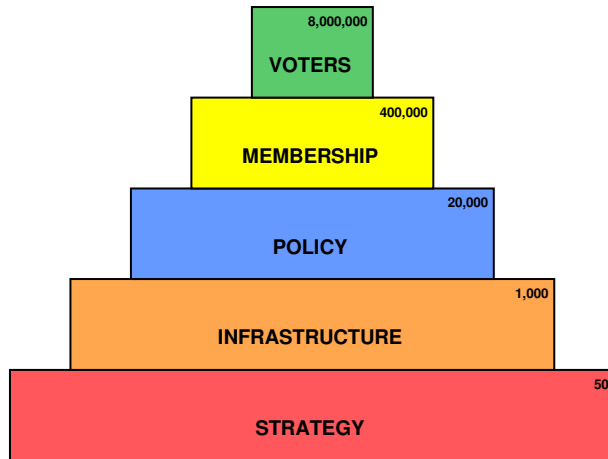 8,000,000
VOTERS
400,000
MEMBERSHIP
20,000
POLICY
1,000
INFRASTRUCTURE
50
STRATEGY